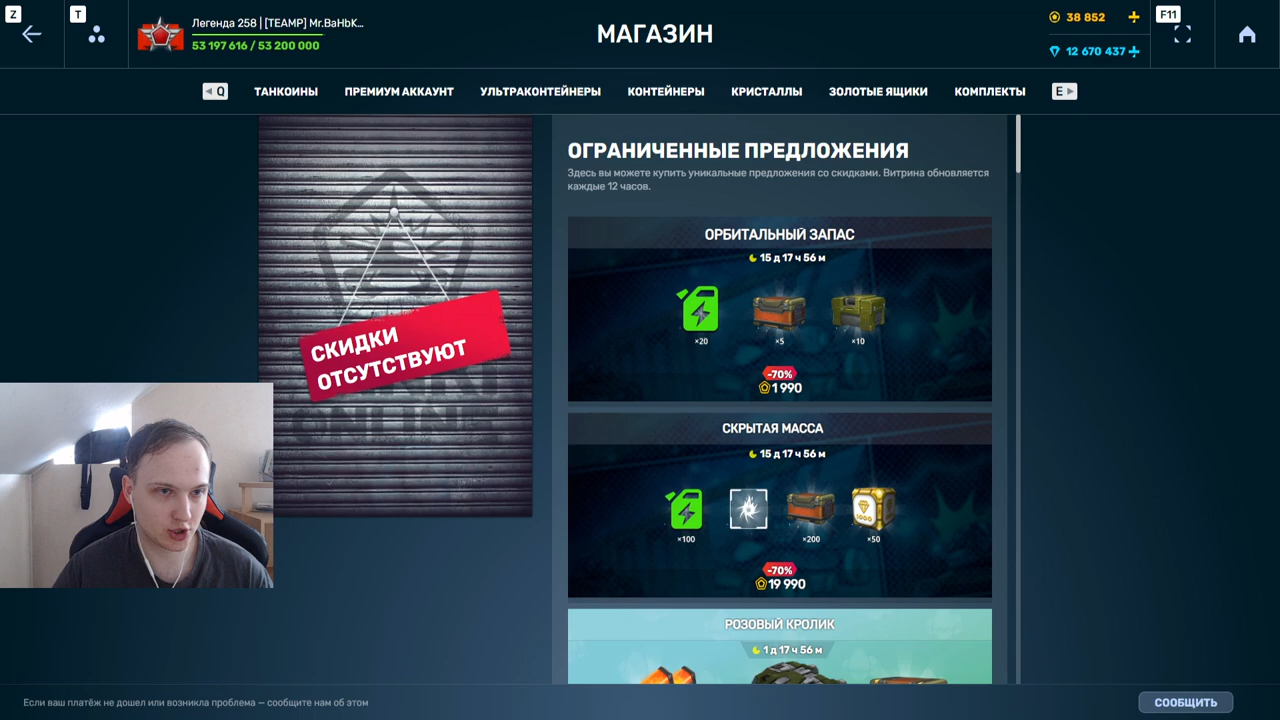 Z
T
Легенда 258 | [TEAMP] Mr.BaHbK...
53 197 616 / 53 200 000
МАГАЗИН
38 852
12 670 437
F11
Q
ТАНКОИНЫ
ПРЕМИУМ АККАУНТ
УЛЬТРАКОНТЕЙНЕРЫ
КОНТЕЙНЕРЫ
КРИСТАЛЛЫ
ЗОЛОТЫЕ ЯЩИКИ
КОМПЛЕКТЫ
E
СКИДКИ
ОТСУТСТВУЮТ
ONLINE
ОГРАНИЧЕННЫЕ ПРЕДЛОЖЕНИЯ
Здесь вы можете купить уникальные предложения со скидками. Витрина обновляется
каждые 12 часов.
ОРБИТАЛЬНЫЙ ЗАПАС
15 д 17 ч 56 м
×20
×5
×10
-70%
1 990
СКРЫТАЯ МАССА
15 д 17 ч 56 м
1000
×100
×200
×50
-70%
19 990
РОЗОВЫЙ КРОЛИК
1 д 17 ч 56 м
Если ваш платёж не дошел или возникла проблема — сообщите нам об этом
СООБЩИТЬ